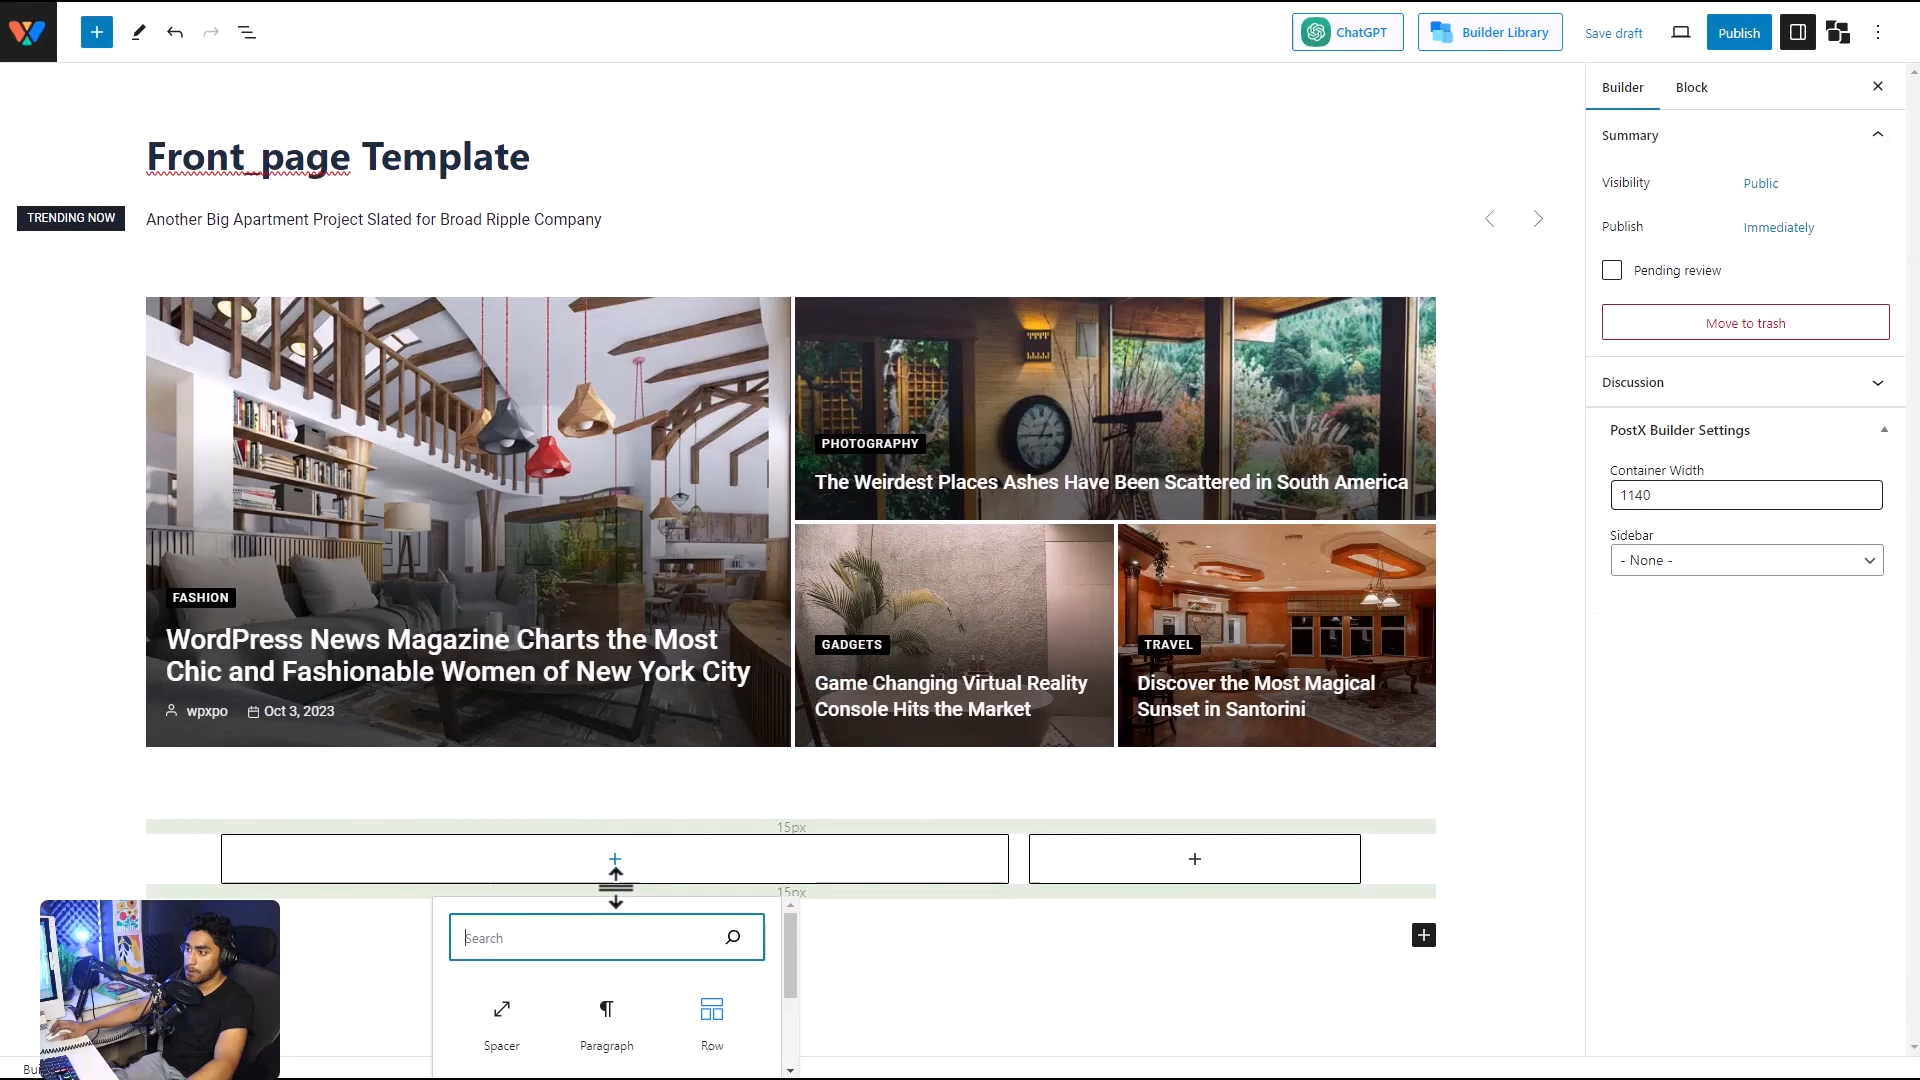 ChatGPT
Builder Library
Save draft
Publish
Builder
Block
Summary
Visibility
Public
Publish
Immediately
Pending review
Move to trash
Discussion
PostX Builder Settings
Container Width
1140
Sidebar
- None -
Front_page Template
TRENDING NOW
Another Big Apartment Project Slated for Broad Ripple Company
FASHION
WordPress News Magazine Charts the Most
Chic and Fashionable Women of New York City
wpxpo
Oct 3, 2023
PHOTOGRAPHY
The Weirdest Places Ashes Have Been Scattered in South America
GADGETS
Game Changing Virtual Reality
Console Hits the Market
TRAVEL
Discover the Most Magical
Sunset in Santorini
15px
15px
Search
Spacer
Paragraph
Row